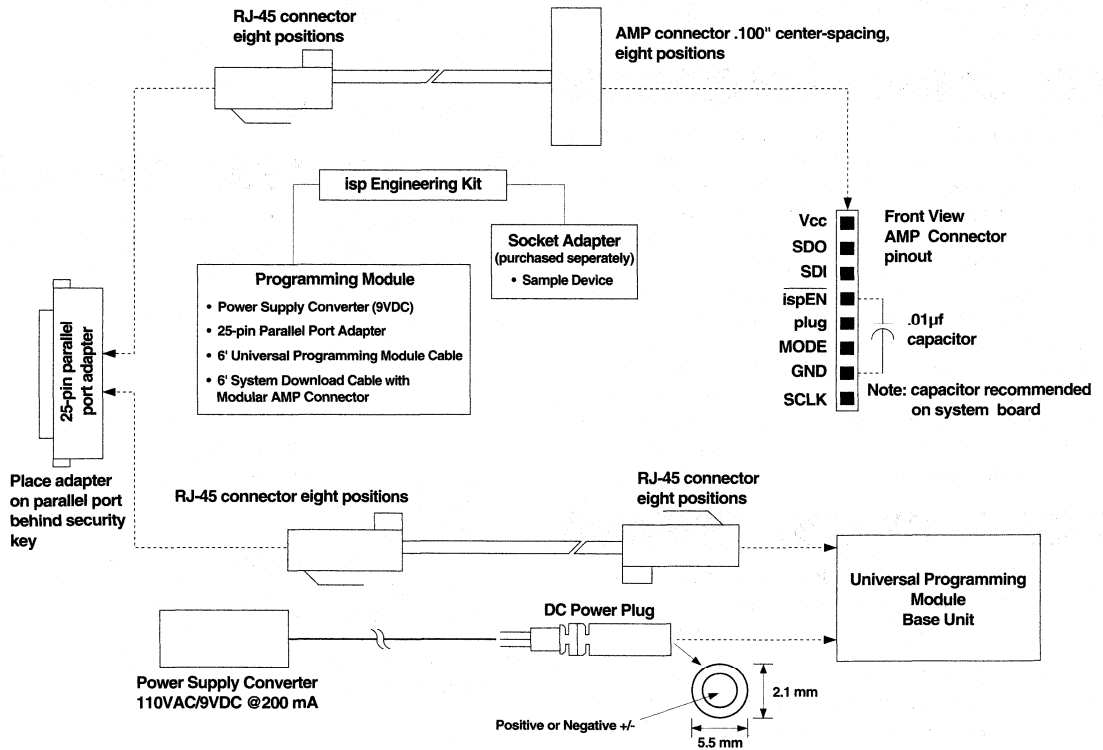 RJ-45 connector
eight positions
AMP connector .100" center-spacing,
eight positions
isp Engineering Kit
Socket Adapter
(purchased seperately)
• Sample Device
Programming Module
• Power Supply Converter (9VDC)
• 25-pin Parallel Port Adapter
• 6' Universal Programming Module Cable
• 6' System Download Cable with
Modular AMP Connector
Vcc
SDO
SDI
ispEN
plug
MODE
GND
SCLK
Front View
AMP Connector
pinout
.01µf
capacitor
Note: capacitor recommended
on system board
25-pin parallel
port adapter
Place adapter
on parallel port
behind security
key
RJ-45 connector eight positions
RJ-45 connector
eight positions
Universal Programming
Module
Base Unit
DC Power Plug
Power Supply Converter
110VAC/9VDC @200 mA
Positive or Negative +/-
2.1 mm
5.5 mm